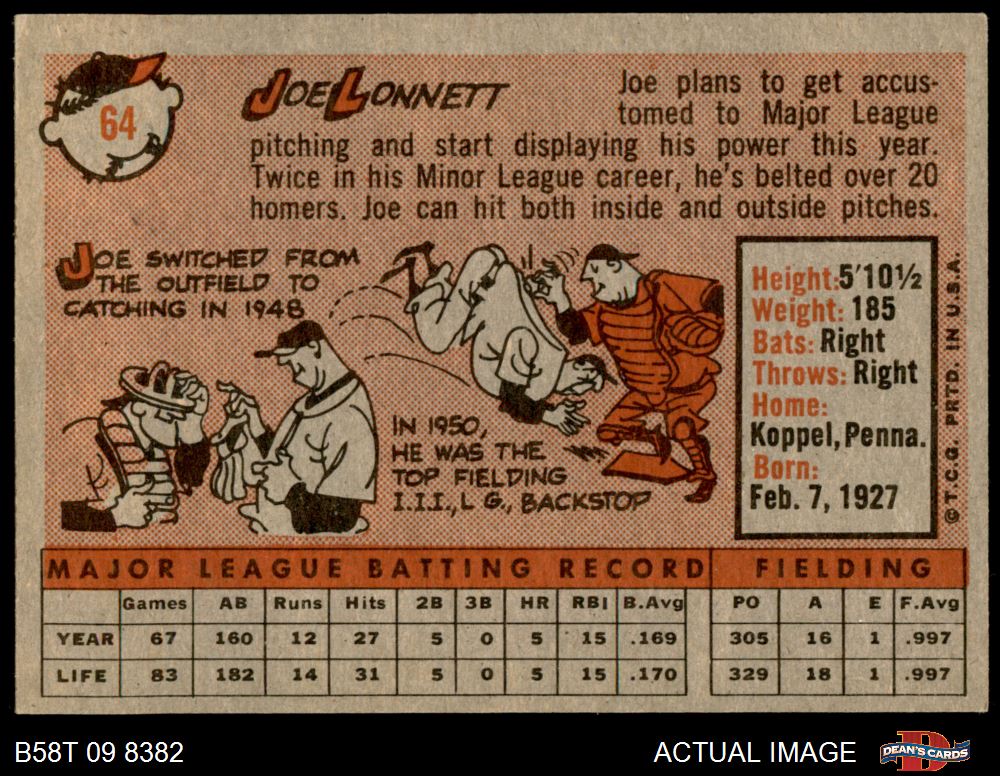 64
JOE LONNETT
Joe plans to get accus-
tomed to Major League
pitching and start displaying his power this year.
Twice in his Minor League career, he's belted over 20
homers. Joe can hit both inside and outside pitches.
JOE SWITCHED FROM
THE OUTFIELD TO
CATCHING IN 1948
IN 1950,
HE WAS THE
TOP FIELDING
I.I.I., L G., BACKSTOP
Height: 5'10½
Weight: 185
Bats: Right
Throws: Right
Home:
Koppel, Penna.
Born:
Feb. 7, 1927
© T.C.G. PRTD. IN U.S.A.
MAJOR LEAGUE BATTING RECORD FIELDING
Games AB Runs Hits 2B 3B HR RBI B.Avg PO A E F.Avg
YEAR 67 160 12 27 5 0 5 15 .169 305 16 1 .997
LIFE 83 182 14 31 5 0 5 15 .170 329 18 1 .997
B58T 09 8382 ACTUAL IMAGE DEAN'S CARDS